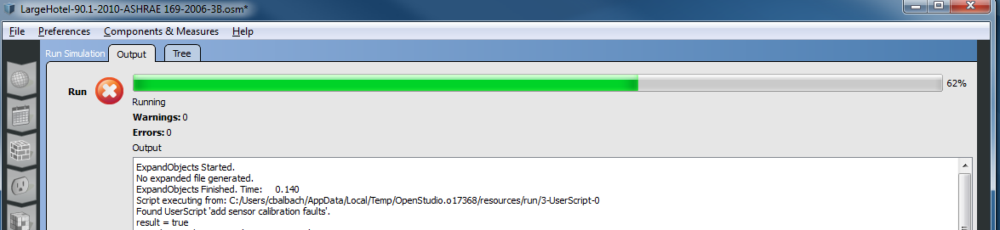 LargeHotel-90.1-2010-ASHRAE 169-2006-3B.osm*
File Preferences Components & Measures Help
Run Simulation Output Tree
Run 62%
Running
Warnings: 0
Errors: 0
Output
ExpandObjects Started.
No expanded file generated.
ExpandObjects Finished. Time: 0.140
Script executing from: C:/Users/cbalbach/AppData/Local/Temp/OpenStudio.o17368/resources/run/3-UserScript-0
Found UserScript 'add sensor calibration faults'.
result = true